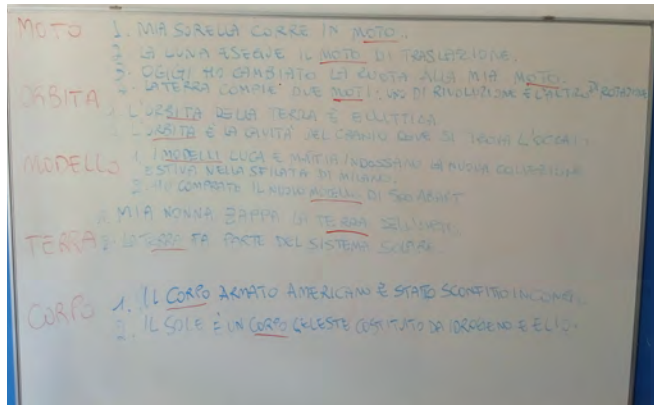 MOTO 1. MIA SORELLA CORRE IN MOTO.
2. LA LUNA ESEGUE IL MOTO DI TRASLAZIONE.
3. OGGI HO CAMBIATO LA RUOTA ALLA MIA MOTO.
4. LA TERRA COMPIE DUE MOTI: UNO DI RIVOLUZIONE E L'ALTRO DI ROTAZIONE
ORBITA 1. L'ORBITA DELLA TERRA È ELLITTICA
2. L'ORBITA È LA CAVITÀ DEL CRANIO DOVE SI TROVA L'OCCHIO
MODELLO 1. I MODELLI LUCA E MATTIA INDOSSANO LA NUOVA COLLEZIONE
ESTIVA NELLA SFILATA DI MILANO.
2. HO COMPRATO IL NUOVO MODELLO DI 500 ABART
MIA NONNA ZAPPA LA TERRA
TERRA 2. LA TERRA FA PARTE DEL SISTEMA SOLARE
CORPO 1. IL CORPO ARMATO AMERICANO È STATO SCONFITTO IN
2. IL SOLE È UN CORPO CELESTE COSTITUITO DA IDROGENO E ELIO.